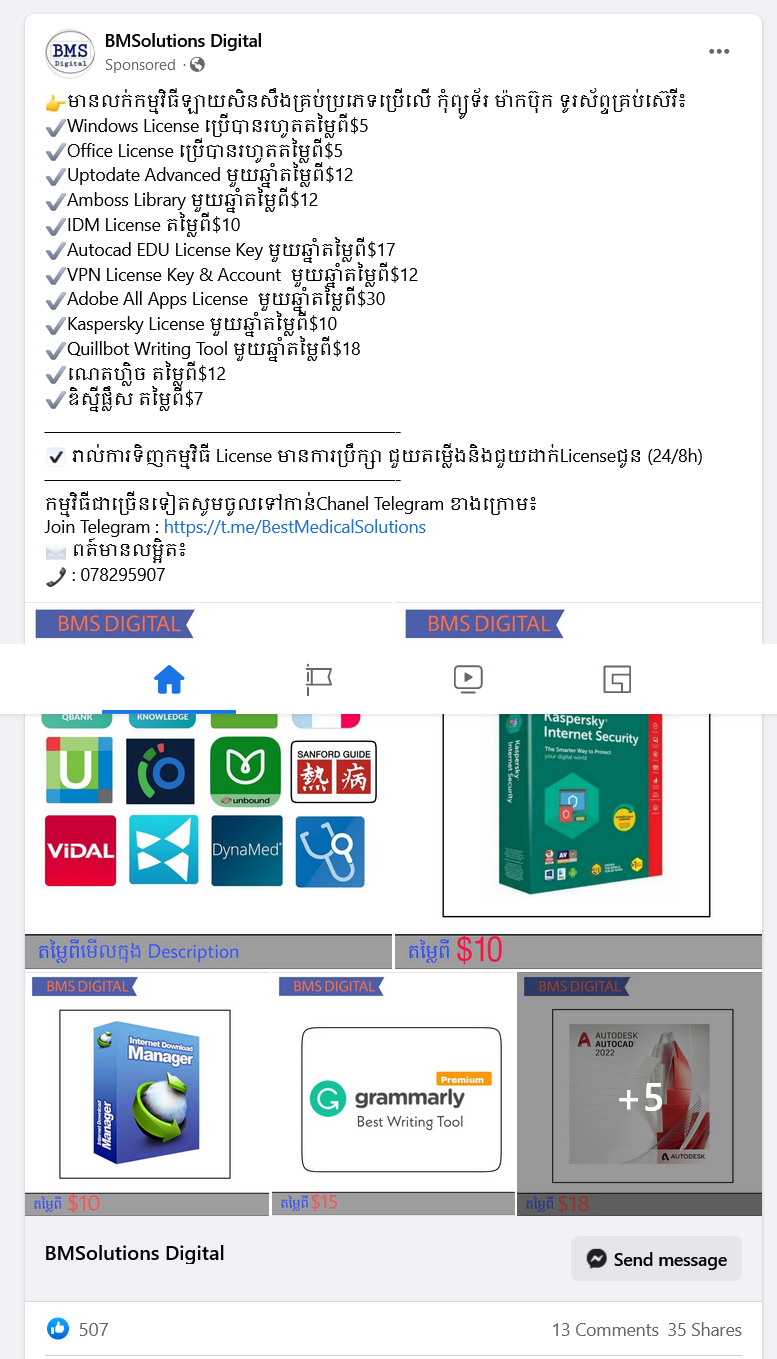 BMS
Digital
BMSolutions Digital
Sponsored ·
👉មានលក់កម្មវិធីឡាយសិនសឹងគ្រប់ប្រភេទប្រើលើ កុំព្យូទ័រ ម៉ាកប៊ុក ទូរស័ព្ទគ្រប់ស៊េរី៖
✔Windows License ប្រើបានរហូតតម្លៃពី$5
✔Office License ប្រើបានរហូតតម្លៃពី$5
✔Uptodate Advanced មួយឆ្នាំតម្លៃពី$12
✔Amboss Library មួយឆ្នាំតម្លៃពី$12
✔IDM License តម្លៃពី$10
✔Autocad EDU License Key មួយឆ្នាំតម្លៃពី$17
✔VPN License Key & Account មួយឆ្នាំតម្លៃពី$12
✔Adobe All Apps License មួយឆ្នាំតម្លៃពី$30
✔Kaspersky License មួយឆ្នាំតម្លៃពី$10
✔Quillbot Writing Tool មួយឆ្នាំតម្លៃពី$18
✔ណេតហ្លិច តម្លៃពី$12
✔ឌិស្នីផ្លឹស តម្លៃពី$7
☑ រាល់ការទិញកម្មវិធី License មានការប្រឹក្សា ជួយតម្លើងនិងជួយដាក់Licenseជូន (24/8h)
កម្មវិធីជាច្រើនទៀតសូមចូលទៅកាន់Chanel Telegram ខាងក្រោម៖
Join Telegram : https://t.me/BestMedicalSolutions
✉ ពត៌មានលម្អិត៖
📞 : 078295907
BMS DIGITAL
BMS DIGITAL
QBANK
KNOWLEDGE
U
unbound
SANFORD GUIDE
熱 病
ViDAL
DynaMed
Kaspersky
Internet Security
The Smarter Way to Protect
your digital world
Kaspersky
Internet Security
តម្លៃពីមើលក្នុង Description
តម្លៃពី $10
BMS DIGITAL
Internet Download
Manager
Internet Download
Manager
តម្លៃពី $10
BMS DIGITAL
Premium
grammarly
Best Writing Tool
តម្លៃពី $15
BMS DIGITAL
AUTODESK
AUTOCAD
2022
+5
AUTODESK
តម្លៃពី $18
BMSolutions Digital
Send message
507
13 Comments 35 Shares